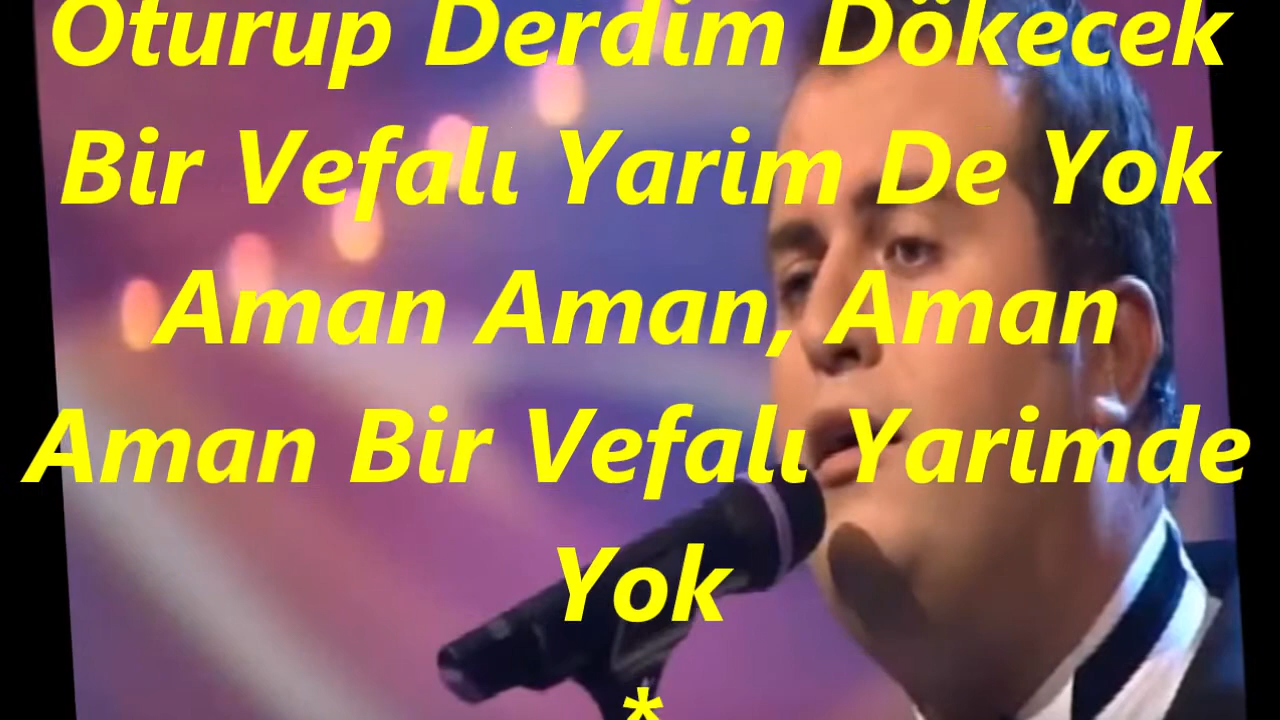 Oturup Derdim Dökecek
Bir Vefalı Yarim De Yok
Aman Aman, Aman
Aman Bir Vefalı Yarimde
Yok
*